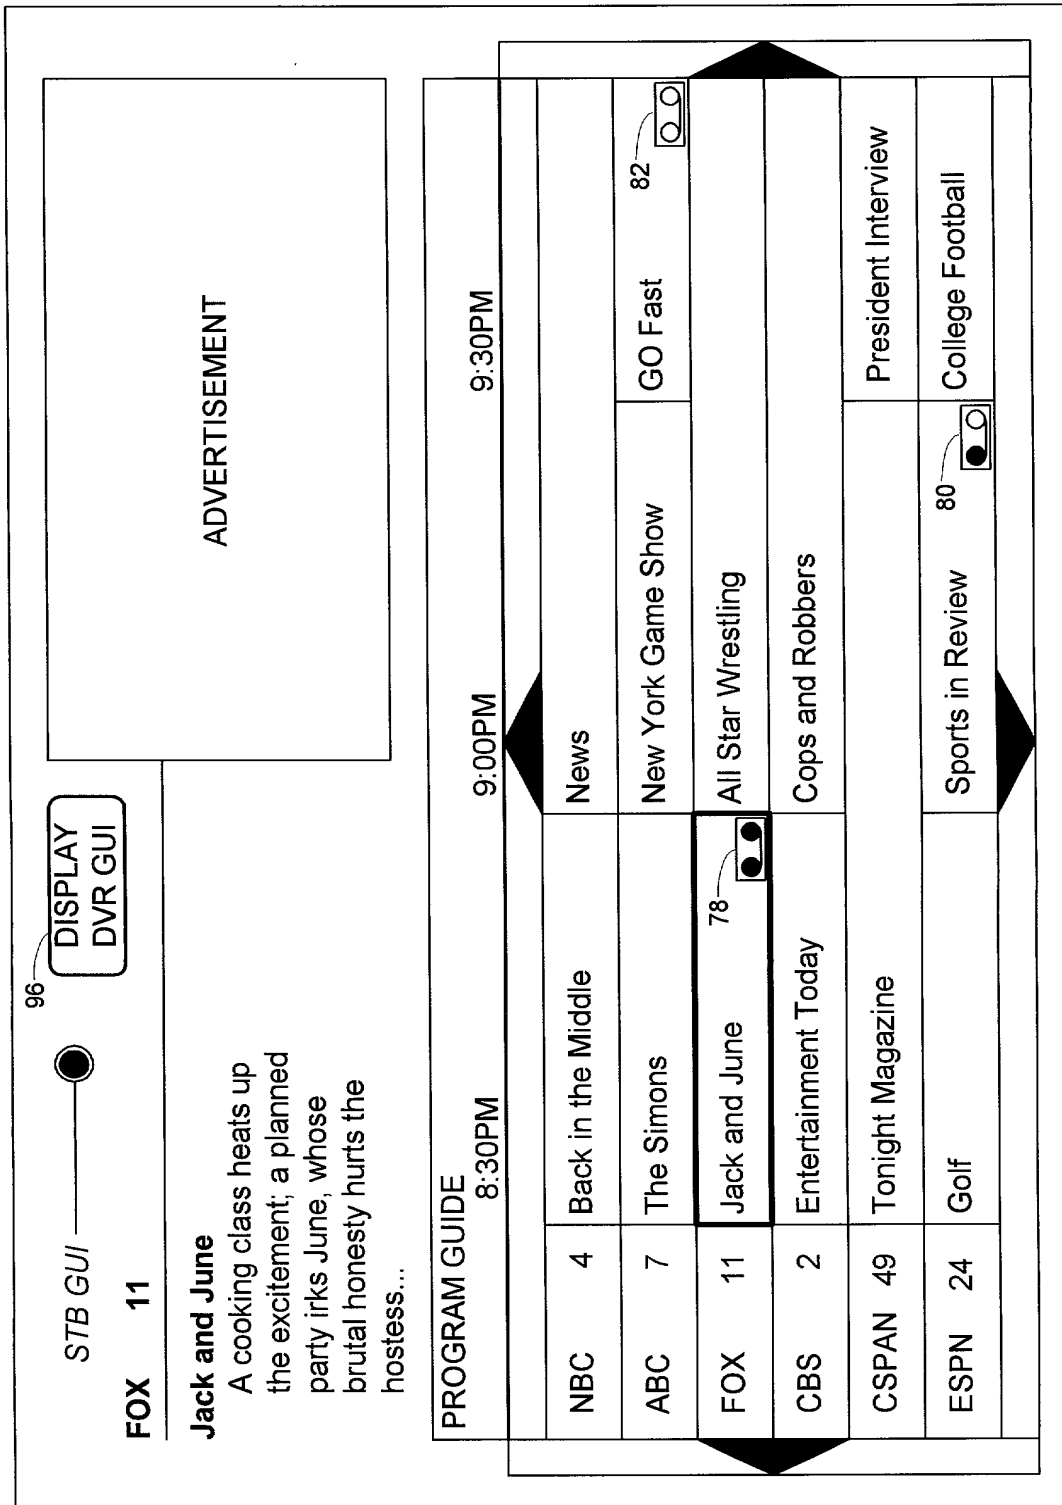 STB GUI
96
DISPLAY
DVR GUI
FOX 11
Jack and June
A cooking class heats up
the excitement; a planned
party irks June, whose
brutal honesty hurts the
hostess...
ADVERTISEMENT
PROGRAM GUIDE
8:30PM 9:00PM 9:30PM
NBC 4 Back in the Middle News
ABC 7 The Simons New York Game Show GO Fast 82
FOX 11 Jack and June 78 All Star Wrestling
CBS 2 Entertainment Today Cops and Robbers
CSPAN 49 Tonight Magazine President Interview
ESPN 24 Golf Sports in Review 80 College Football